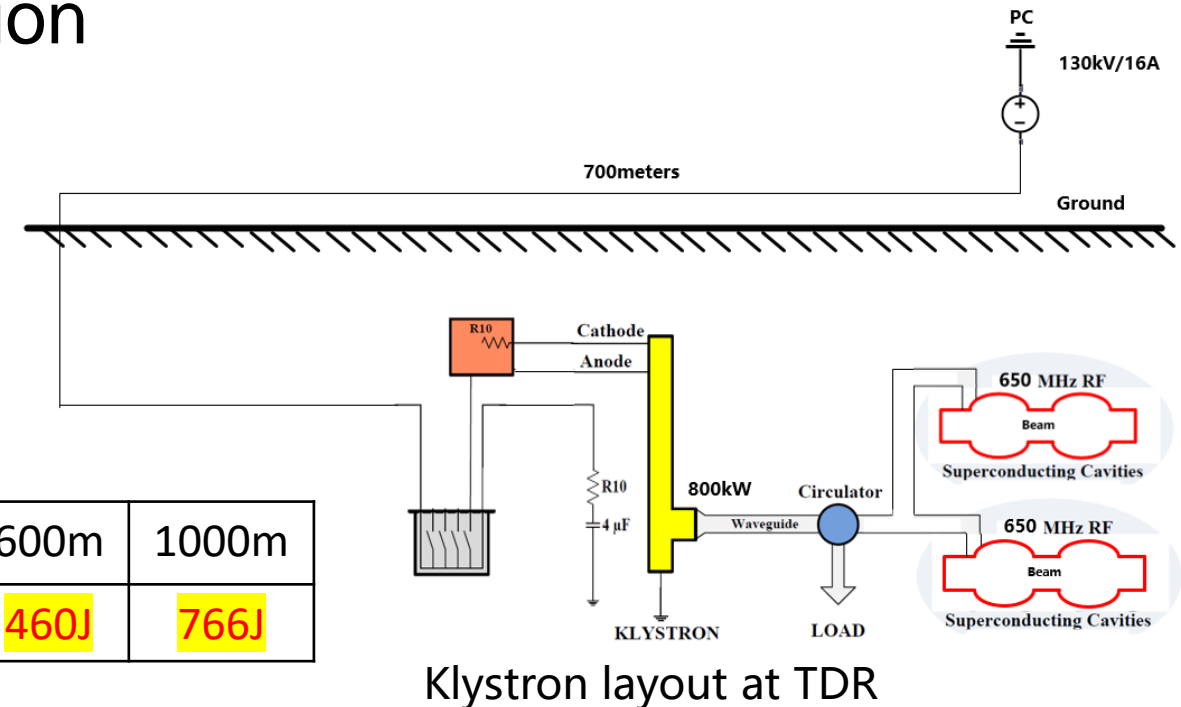 PC
130kV/16A
700meters
Ground
R10
Cathode
Anode
650 MHz RF
Beam
Superconducting Cavities
R10
4 μF
800kW
Waveguide
Circulator
650 MHz RF
Beam
Superconducting Cavities
KLYSTRON
LOAD
600m 1000m
460J 766J
Klystron layout at TDR